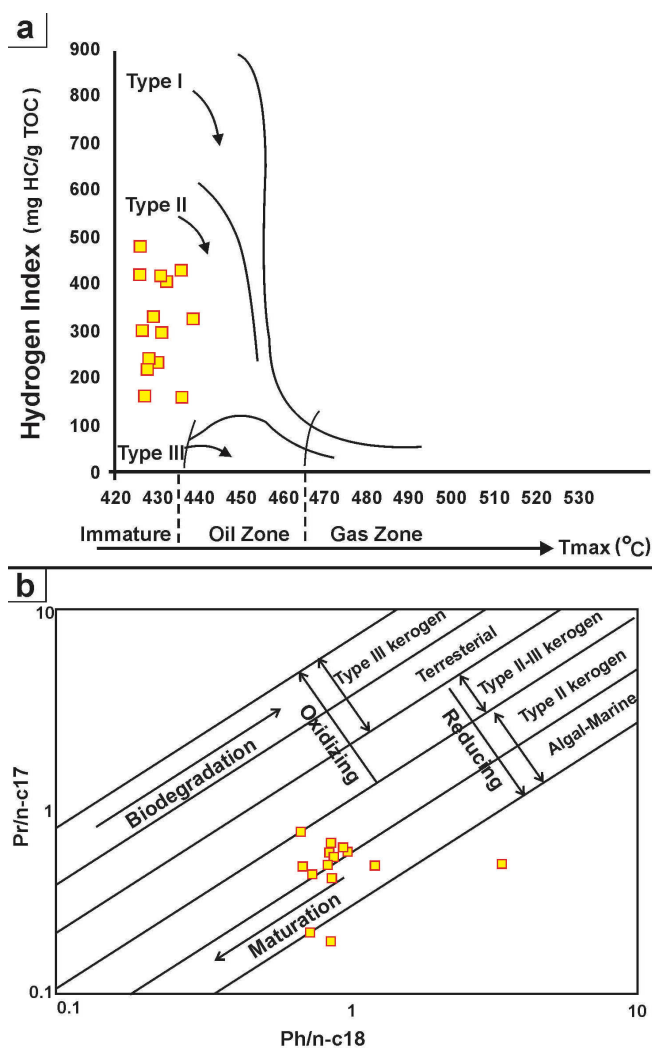 a
900
800
700
600
500
400
300
200
100
0
Hydrogen Index (mg HC/g TOC)
Type I
Type II
Type III
420 430 440 450 460 470 480 490 500 510 520 530
Immature Oil Zone Gas Zone
Tmax (°C)
b
10
1
0.1
Pr/n-c17
Type III kerogen
Terresterial
Type II-III kerogen
Type II kerogen
Algal-Marine
Oxidizing
Reducing
Biodegradation
Maturation
0.1 1 10
Ph/n-c18